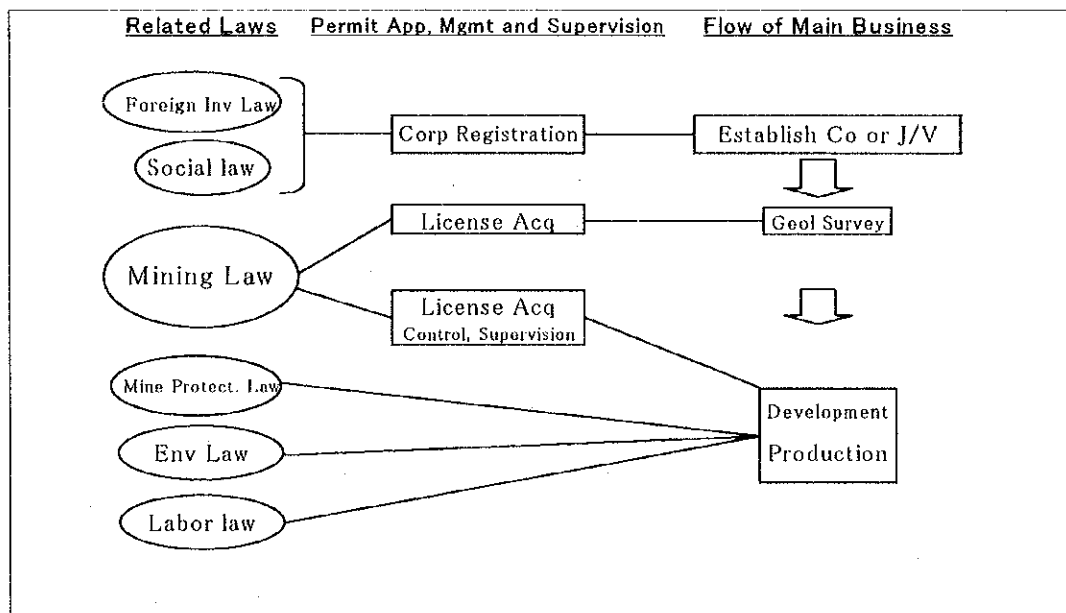 Related Laws Permit App, Mgmt and Supervision Flow of Main Business
Foreign Inv Law
Corp Registration
Establish Co or J/V
Social law
License Acq
Geol Survey
Mining Law
License Acq
Control, Supervision
Mine Protect. Law
Development
Production
Env Law
Labor law